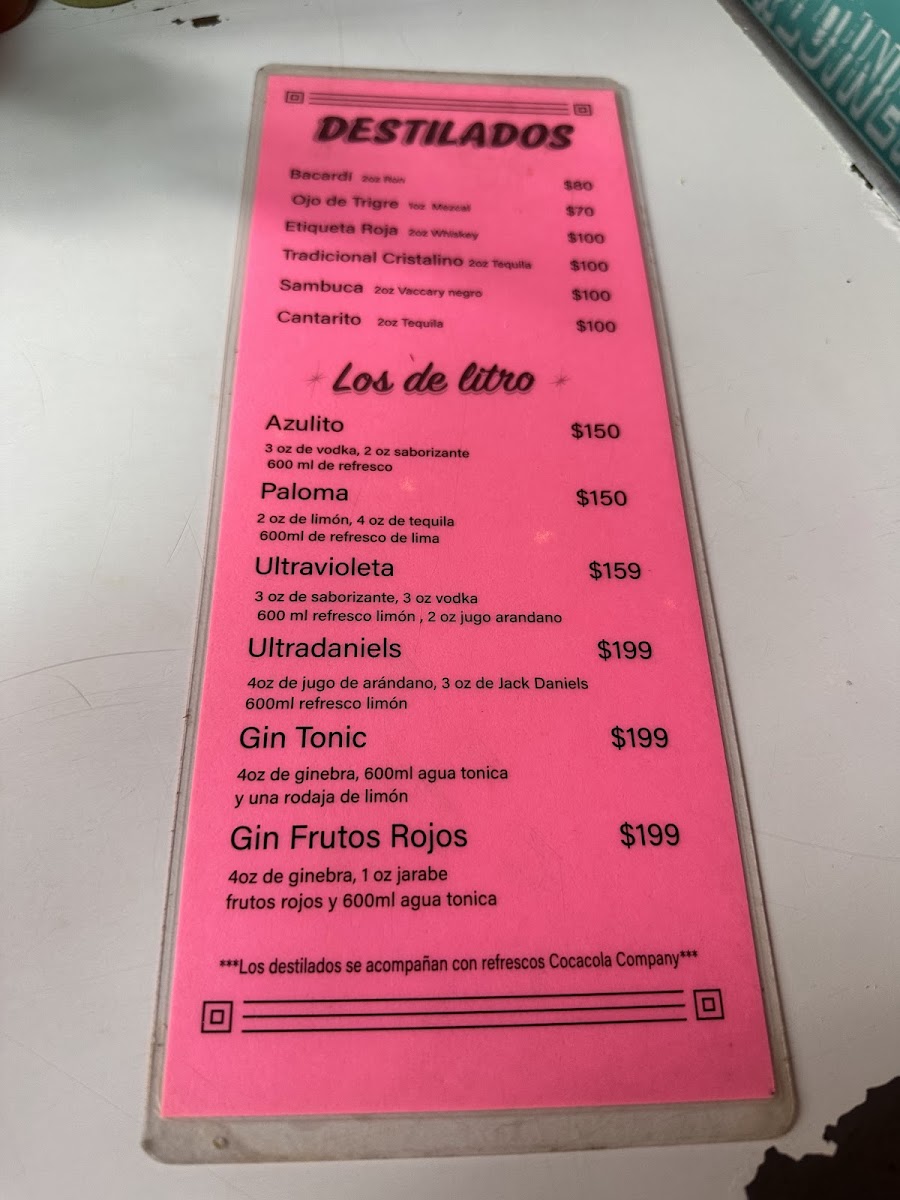 DESTILADOS
Bacardi 2oz Ron $80
Ojo de Trigre 1oz Mezcal $70
Etiqueta Roja 2oz Whiskey $100
Tradicional Cristalino 2oz Tequila $100
Sambuca 2oz Vaccary negro $100
Cantarito 2oz Tequila $100
Los de litro
Azulito $150
3 oz de vodka, 2 oz saborizante
600 ml de refresco
Paloma $150
2 oz de limón, 4 oz de tequila
600ml de refresco de lima
Ultravioleta $159
3 oz de saborizante, 3 oz vodka
600 ml refresco limón , 2 oz jugo arandano
Ultradaniels $199
4oz de jugo de arándano, 3 oz de Jack Daniels
600ml refresco limón
Gin Tonic $199
4oz de ginebra, 600ml agua tonica
y una rodaja de limón
Gin Frutos Rojos $199
4oz de ginebra, 1 oz jarabe
frutos rojos y 600ml agua tonica
***Los destilados se acompañan con refrescos Cocacola Company***